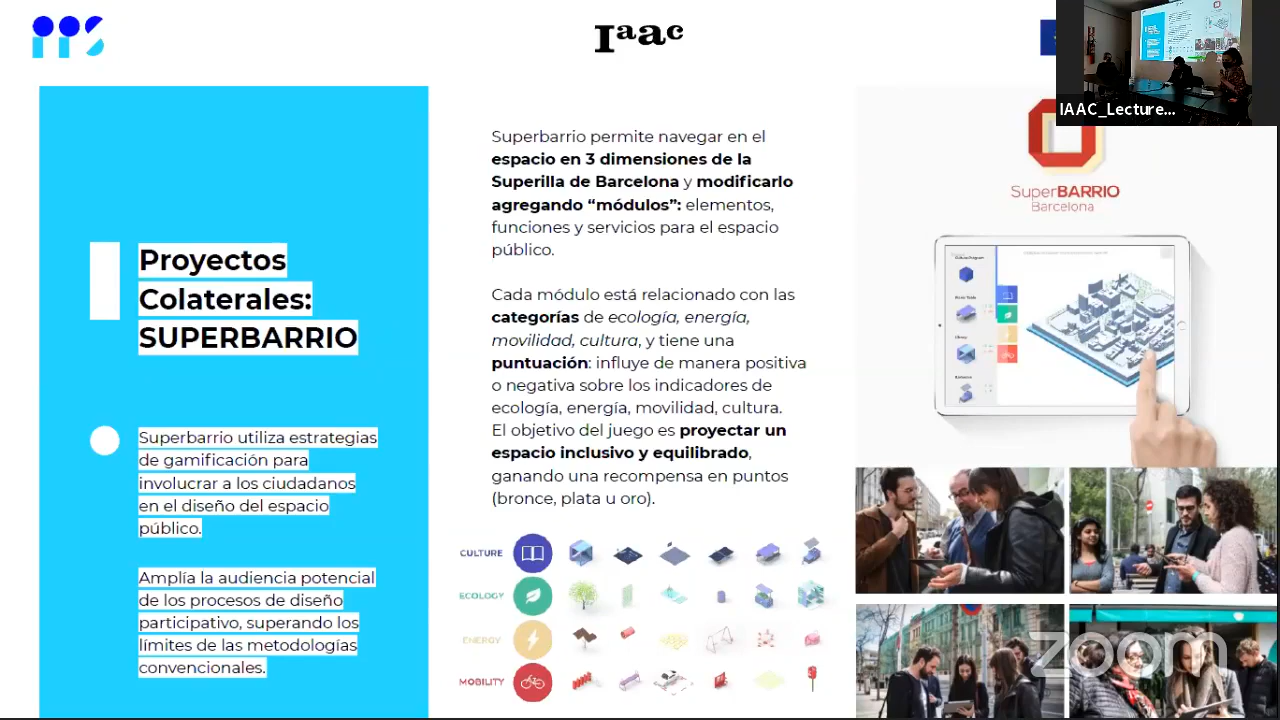 IPS
Iaac
IAAC_Lecture...
Proyectos
Colaterales:
SUPERBARRIO
Superbarrio utiliza estrategias
de gamificación para
involucrar a los ciudadanos
en el diseño del espacio
público.
Amplía la audiencia potencial
de los procesos de diseño
participativo, superando los
límites de las metodologías
convencionales.
Superbarrio permite navegar en el
espacio en 3 dimensiones de la
Superilla de Barcelona y modificarlo
agregando “módulos”: elementos,
funciones y servicios para el espacio
público.
Cada módulo está relacionado con las
categorías de ecología, energía,
movilidad, cultura, y tiene una
puntuación: influye de manera positiva
o negativa sobre los indicadores de
ecología, energía, movilidad, cultura.
El objetivo del juego es proyectar un
espacio inclusivo y equilibrado,
ganando una recompensa en puntos
(bronce, plata u oro).
CULTURE
ECOLOGY
ENERGY
MOBILITY
SuperBARRIO
Barcelona
zoom